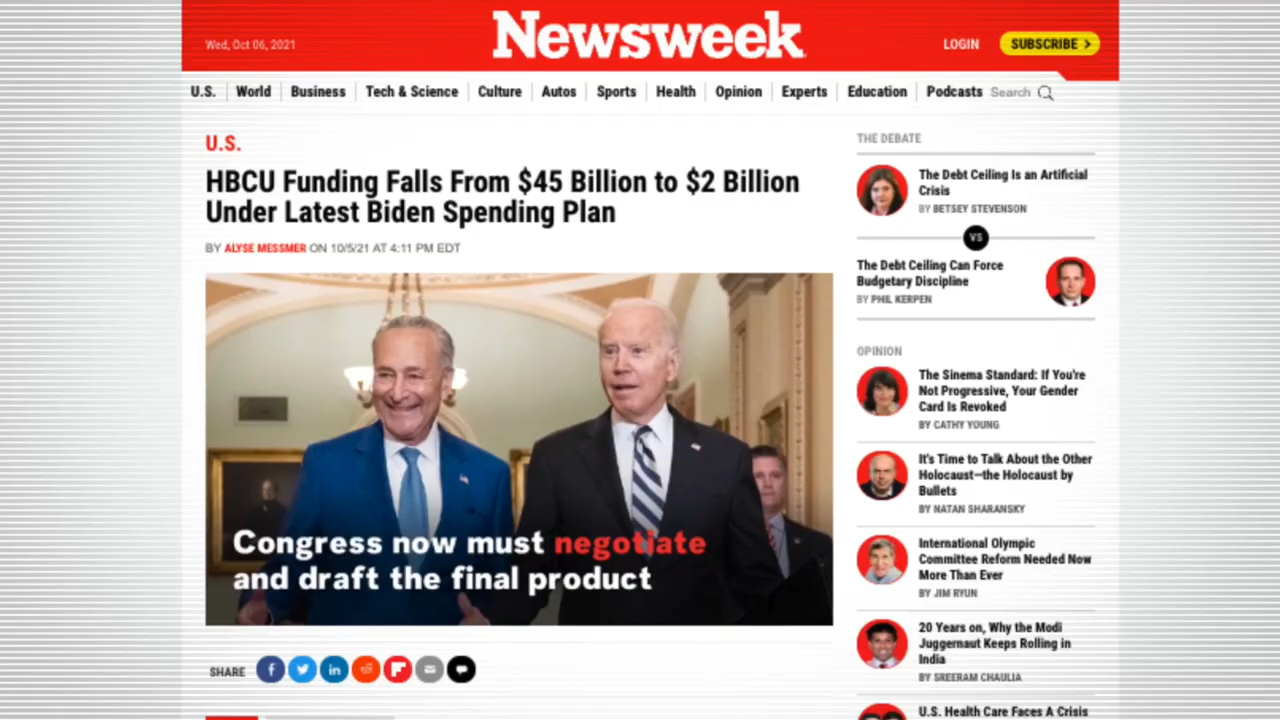 Newsweek
Wed, Oct 06, 2021
LOGIN
SUBSCRIBE >
U.S.
World
Business
Tech & Science
Culture
Autos
Sports
Health
Opinion
Experts
Education
Podcasts
Search
U.S.
HBCU Funding Falls From $45 Billion to $2 Billion
Under Latest Biden Spending Plan
BY ALYSE MESSMER ON 10/5/21 AT 4:11 PM EDT
Congress now must negotiate
and draft the final product
SHARE
THE DEBATE
The Debt Ceiling Is an Artificial
Crisis
BY BETSEY STEVENSON
VS
The Debt Ceiling Can Force
Budgetary Discipline
BY PHIL KERPEN
OPINION
The Sinema Standard: If You're
Not Progressive, Your Gender
Card Is Revoked
BY CATHY YOUNG
It's Time to Talk About the Other
Holocaust—the Holocaust by
Bullets
BY NATAN SHARANSKY
International Olympic
Committee Reform Needed Now
More Than Ever
BY JIM RYUN
20 Years on, Why the Modi
Juggernaut Keeps Rolling in
India
BY SREERAM CHAULIA
U.S. Health Care Faces A Crisis